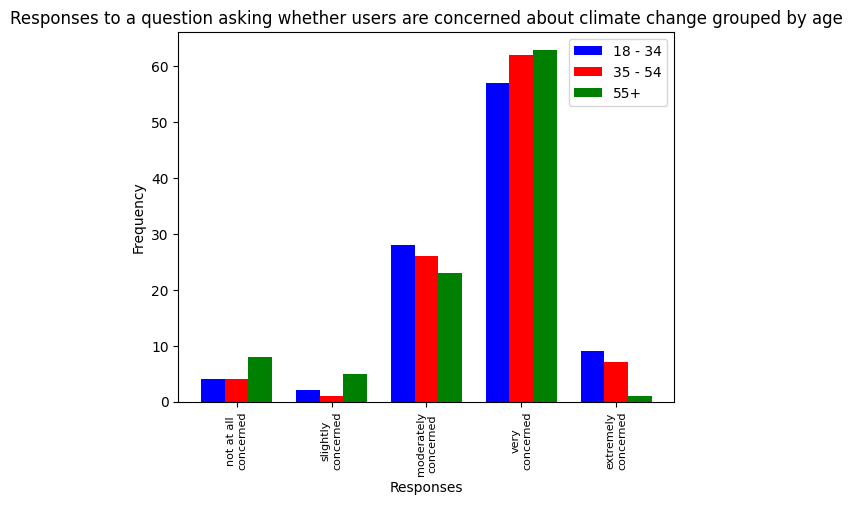 Responses to a question asking whether users are concerned about climate change grouped by age
18 - 34
35 - 54
55+
Frequency
60
50
40
30
20
10
0
not at all
concerned
slightly
concerned
moderately
concerned
very
concerned
extremely
concerned
Responses